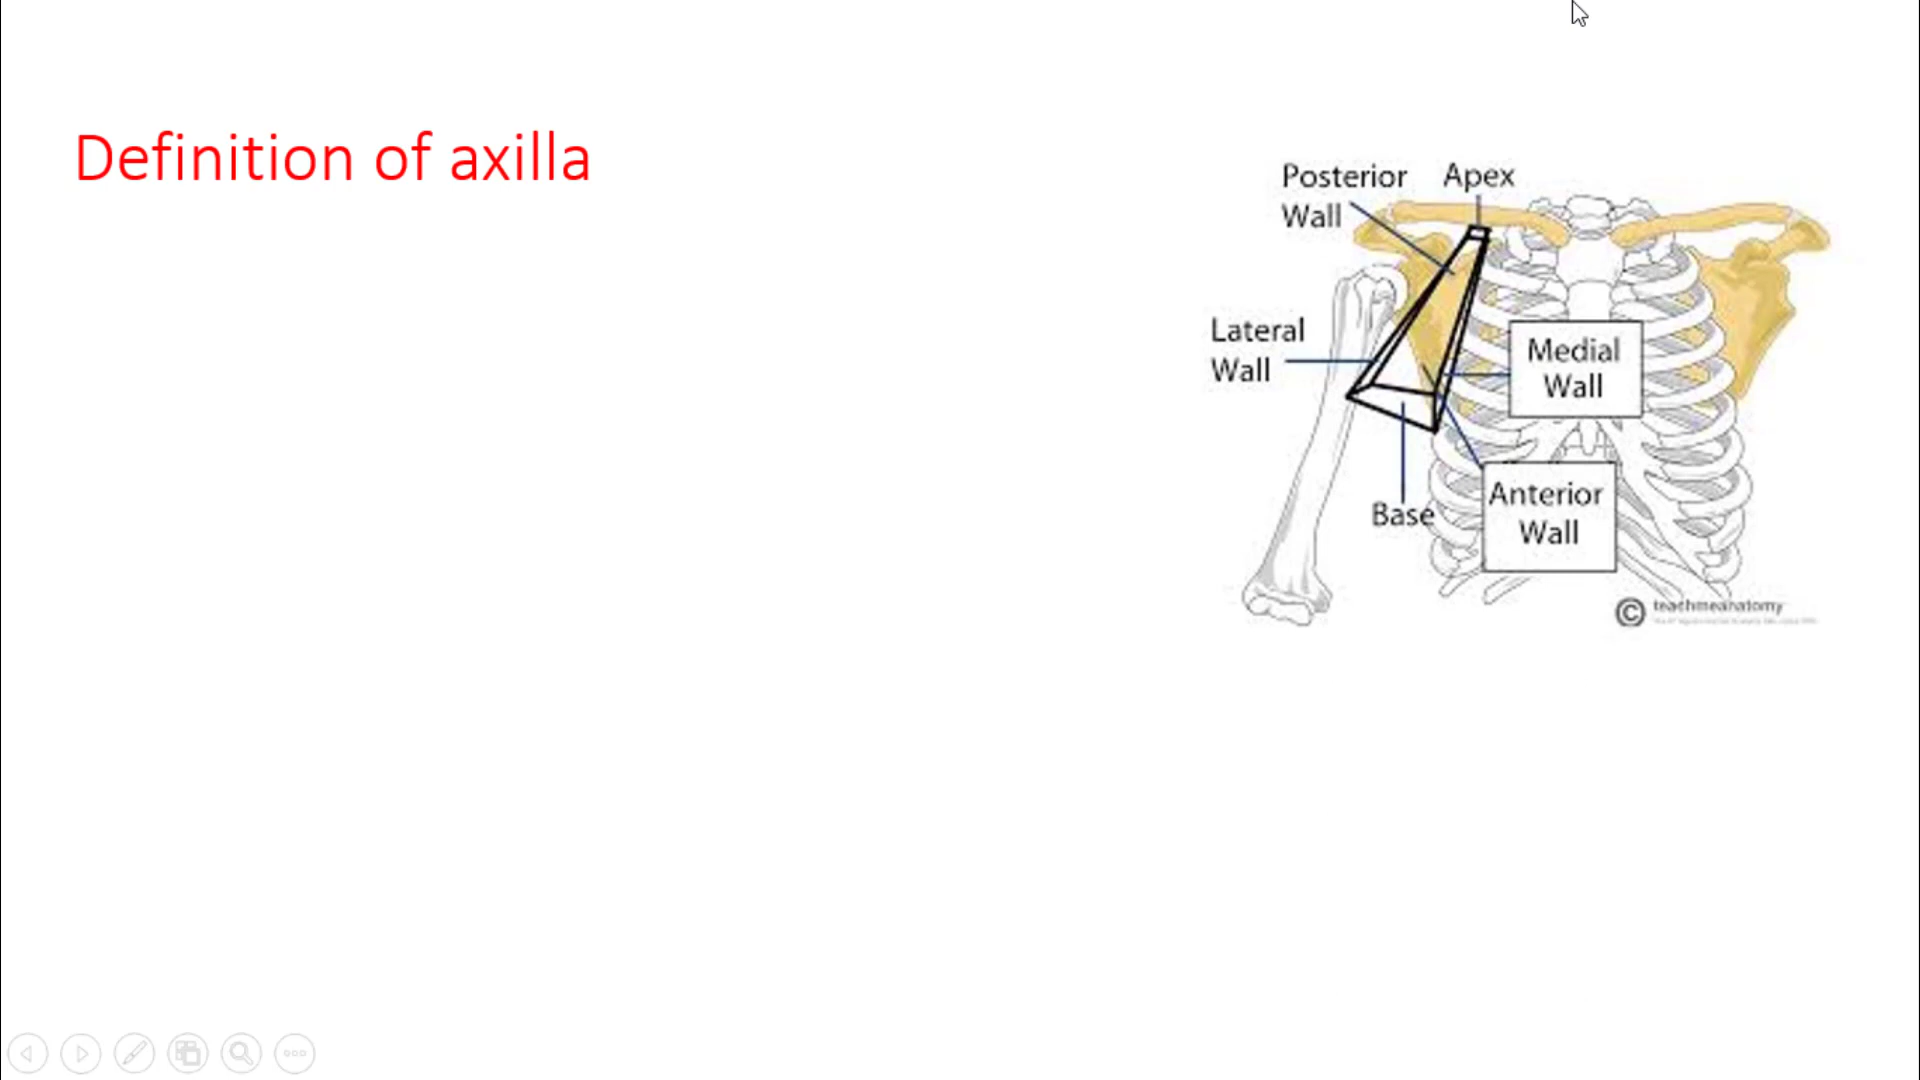 Definition of axilla
Posterior
Wall
Apex
Lateral
Wall
Medial
Wall
Anterior
Wall
Base
© teachmeanatomy